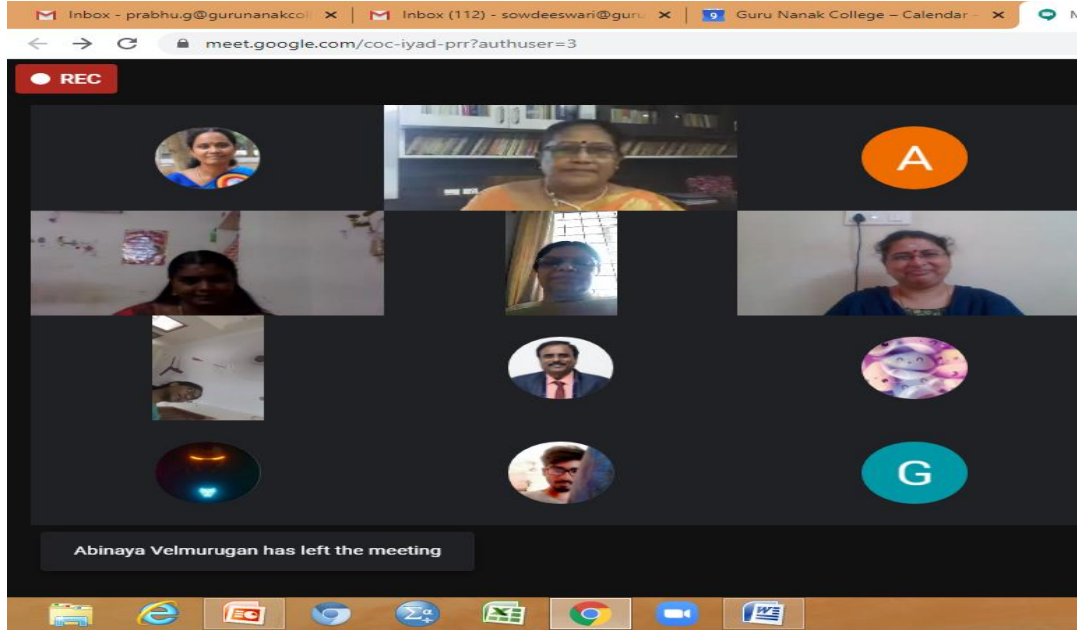 Inbox - prabhu.g@gurunanakcol
Inbox (112) - sowdeeswari@guru
9 Guru Nanak College – Calendar -
M
meet.google.com/coc-iyad-prr?authuser=3
REC
A
G
Abinaya Velmurugan has left the meeting